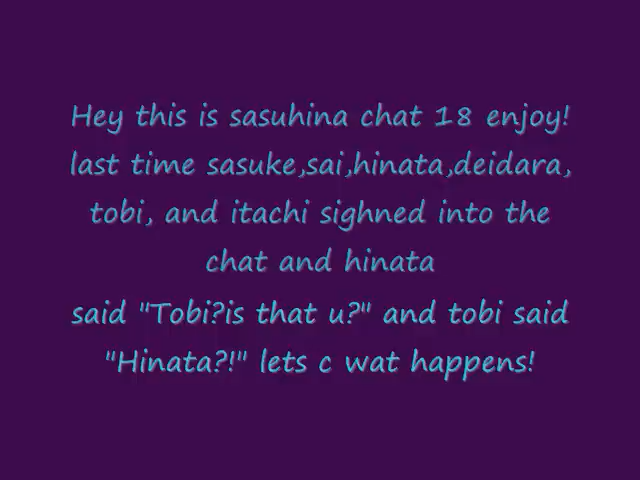 Hey this is sasuhina chat 18 enjoy!
last time sasuke,sai,hinata,deidara,
tobi, and itachi sighned into the
chat and hinata
said "Tobi?is that u?" and tobi said
"Hinata?!" lets c wat happens!